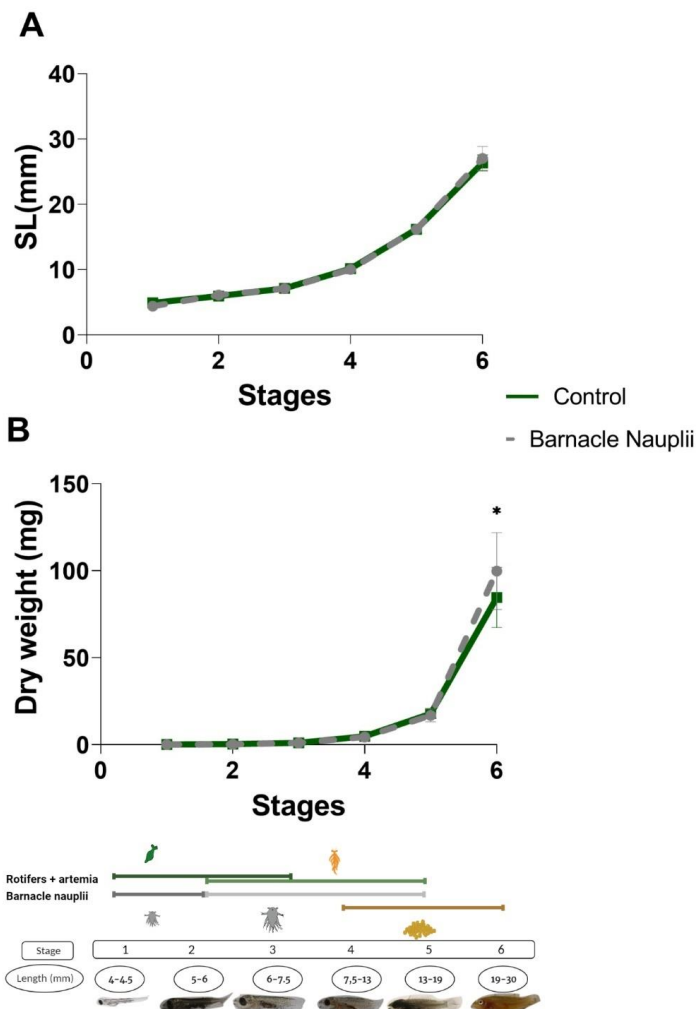 A
40
30
20
10
0
SL(mm)
0 2 4 6
Stages
Control
Barnacle Nauplii
B
150
100
50
0
Dry weight (mg)
*
0 2 4 6
Stages
Rotifers + artemia
Barnacle nauplii
Stage 1 2 3 4 5 6
Length (mm) 4-4.5 5-6 6-7.5 7,5-13 13-19 19-30